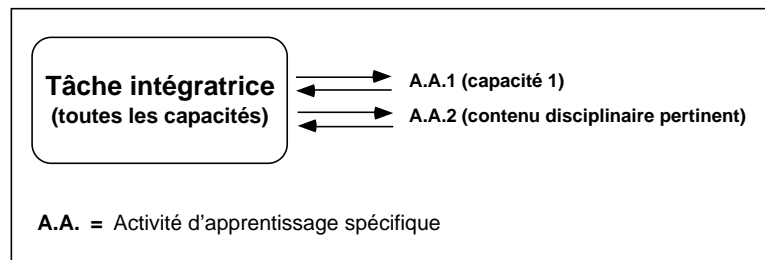 Tâche intégratrice
(toutes les capacités)
A.A.1 (capacité 1)
A.A.2 (contenu disciplinaire pertinent)
A.A. = Activité d'apprentissage spécifique